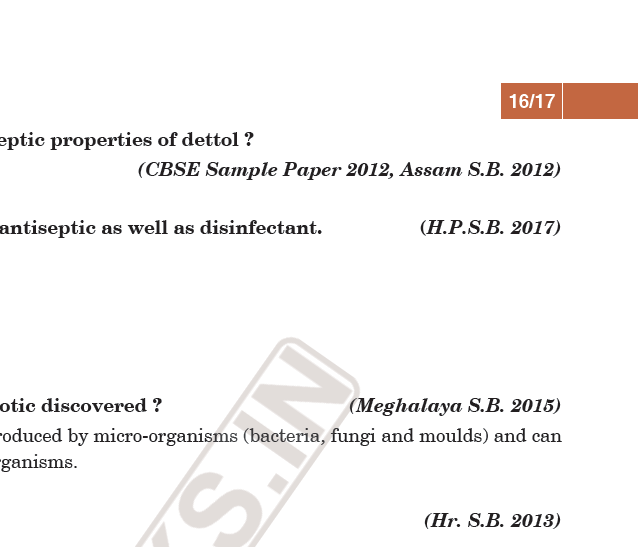 16/17
eptic properties of dettol ?
(CBSE Sample Paper 2012, Assam S.B. 2012)
antiseptic as well as disinfectant. (H.P.S.B. 2017)
otic discovered ? (Meghalaya S.B. 2015)
roduced by micro-organisms (bacteria, fungi and moulds) and can
rganisms.
(Hr. S.B. 2013)
KS.IN